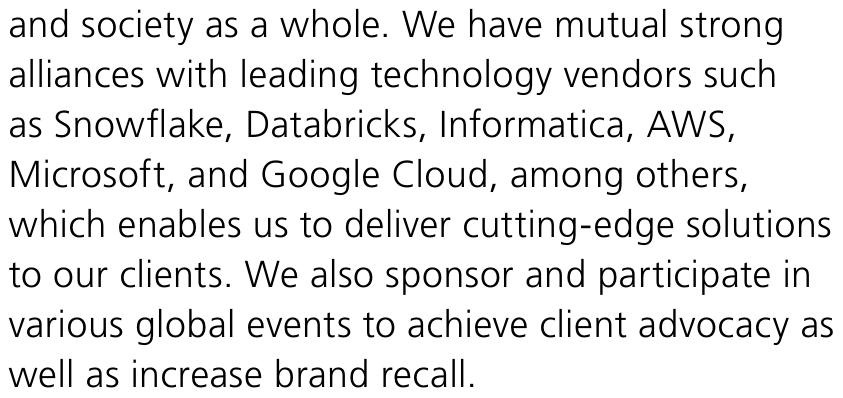 and society as a whole. We have mutual strong
alliances with leading technology vendors such
as Snowflake, Databricks, Informatica, AWS,
Microsoft, and Google Cloud, among others,
which enables us to deliver cutting-edge solutions
to our clients. We also sponsor and participate in
various global events to achieve client advocacy as
well as increase brand recall.